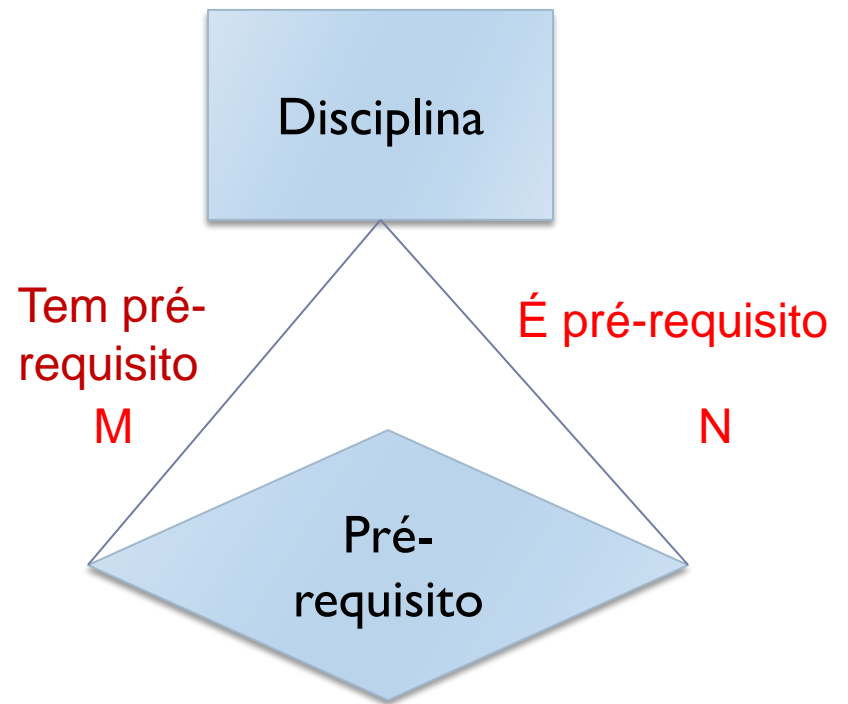 Disciplina
Tem pré-
requisito
M
É pré-requisito
N
Pré-
requisito